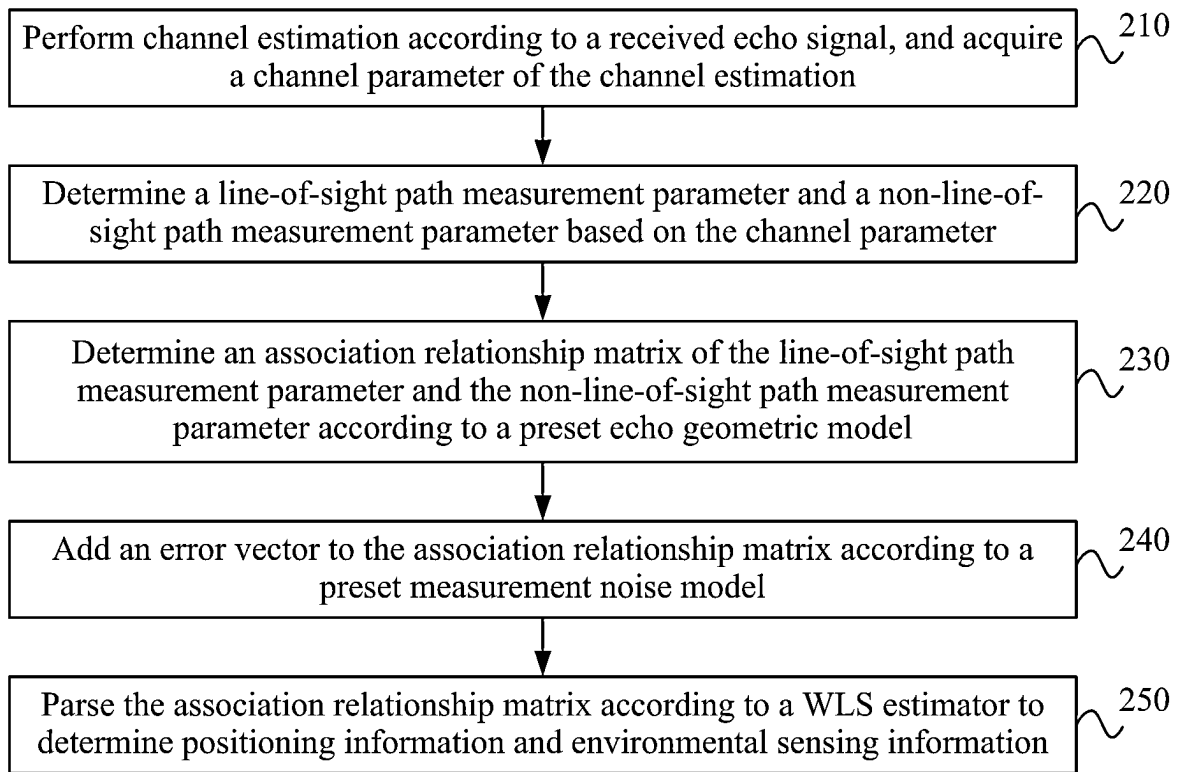 Perform channel estimation according to a received echo signal, and acquire
a channel parameter of the channel estimation
210
Determine a line-of-sight path measurement parameter and a non-line-of-
sight path measurement parameter based on the channel parameter
220
Determine an association relationship matrix of the line-of-sight path
measurement parameter and the non-line-of-sight path measurement
parameter according to a preset echo geometric model
230
Add an error vector to the association relationship matrix according to a
preset measurement noise model
240
Parse the association relationship matrix according to a WLS estimator to
determine positioning information and environmental sensing information
250